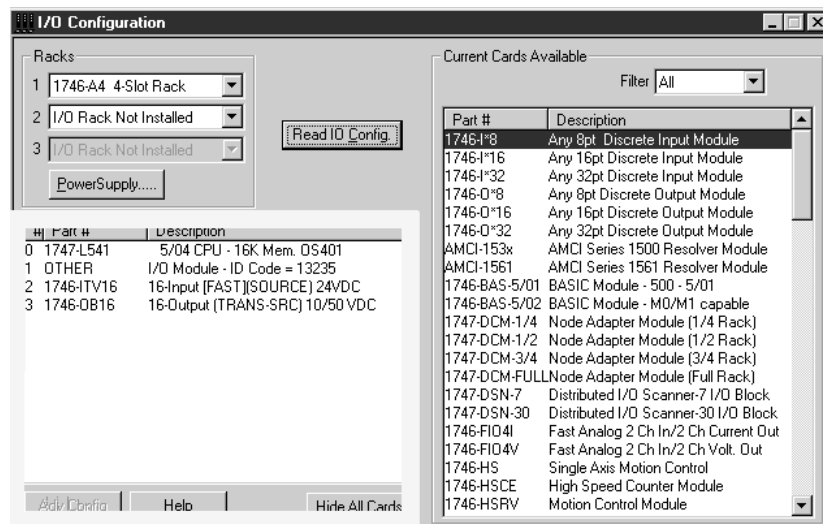 I/O Configuration
Racks
1 1746-A4 4-Slot Rack
2 I/O Rack Not Installed
3 I/O Rack Not Installed
PowerSupply.....
Read IO Config.
# Part # Description
0 1747-L541 5/04 CPU - 16K Mem. OS401
1 OTHER I/O Module - ID Code = 13235
2 1746-ITV16 16-Input [FAST](SOURCE) 24VDC
3 1746-OB16 16-Output (TRANS-SRC) 10/50 VDC
Adv Config
Help
Hide All Cards
Current Cards Available
Filter All
Part # Description
1746-I*8 Any 8pt Discrete Input Module
1746-I*16 Any 16pt Discrete Input Module
1746-I*32 Any 32pt Discrete Input Module
1746-O*8 Any 8pt Discrete Output Module
1746-O*16 Any 16pt Discrete Output Module
1746-O*32 Any 32pt Discrete Output Module
AMCI-153x AMCI Series 1500 Resolver Module
AMCI-1561 AMCI Series 1561 Resolver Module
1746-BAS-5/01 BASIC Module - 500 - 5/01
1746-BAS-5/02 BASIC Module - M0/M1 capable
1747-DCM-1/4 Node Adapter Module (1/4 Rack)
1747-DCM-1/2 Node Adapter Module (1/2 Rack)
1747-DCM-3/4 Node Adapter Module (3/4 Rack)
1747-DCM-FULL Node Adapter Module (Full Rack)
1747-DSN-7 Distributed I/O Scanner-7 I/O Block
1747-DSN-30 Distributed I/O Scanner-30 I/O Block
1746-FIO4I Fast Analog 2 Ch In/2 Ch Current Out
1746-FIO4V Fast Analog 2 Ch In/2 Ch Volt. Out
1746-HS Single Axis Motion Control
1746-HSCE High Speed Counter Module
1746-HSRV Motion Control Module